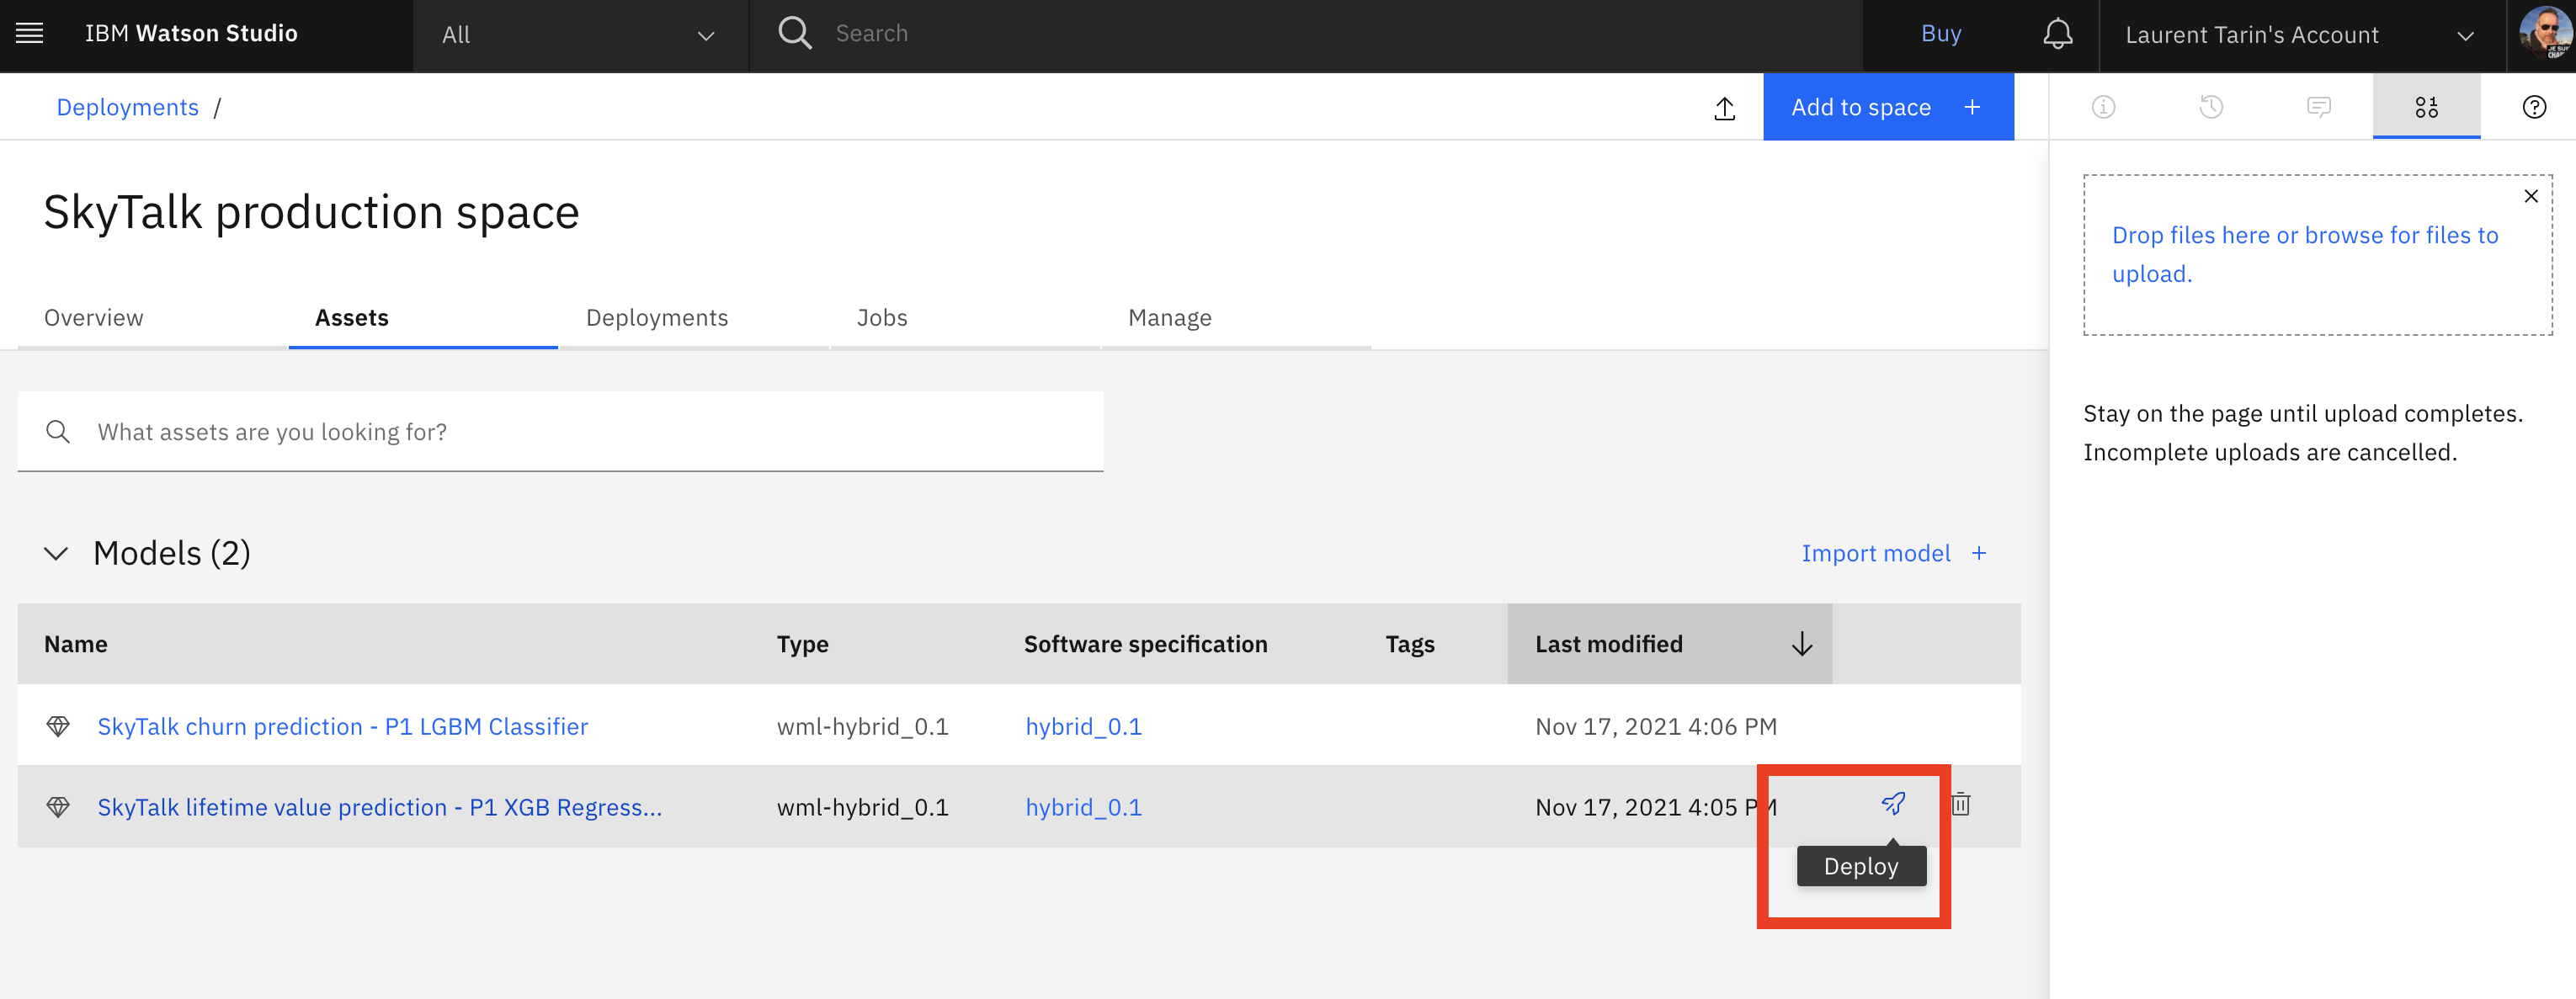 IBM Watson Studio
All
Search
Buy
Laurent Tarin's Account
Deployments /
Add to space +
SkyTalk production space
Overview
Assets
Deployments
Jobs
Manage
Drop files here or browse for files to
upload.
Stay on the page until upload completes.
Incomplete uploads are cancelled.
What assets are you looking for?
Models (2)
Import model +
Name Type Software specification Tags Last modified
SkyTalk churn prediction - P1 LGBM Classifier wml-hybrid_0.1 hybrid_0.1 Nov 17, 2021 4:06 PM
SkyTalk lifetime value prediction - P1 XGB Regress... wml-hybrid_0.1 hybrid_0.1 Nov 17, 2021 4:05 PM
Deploy